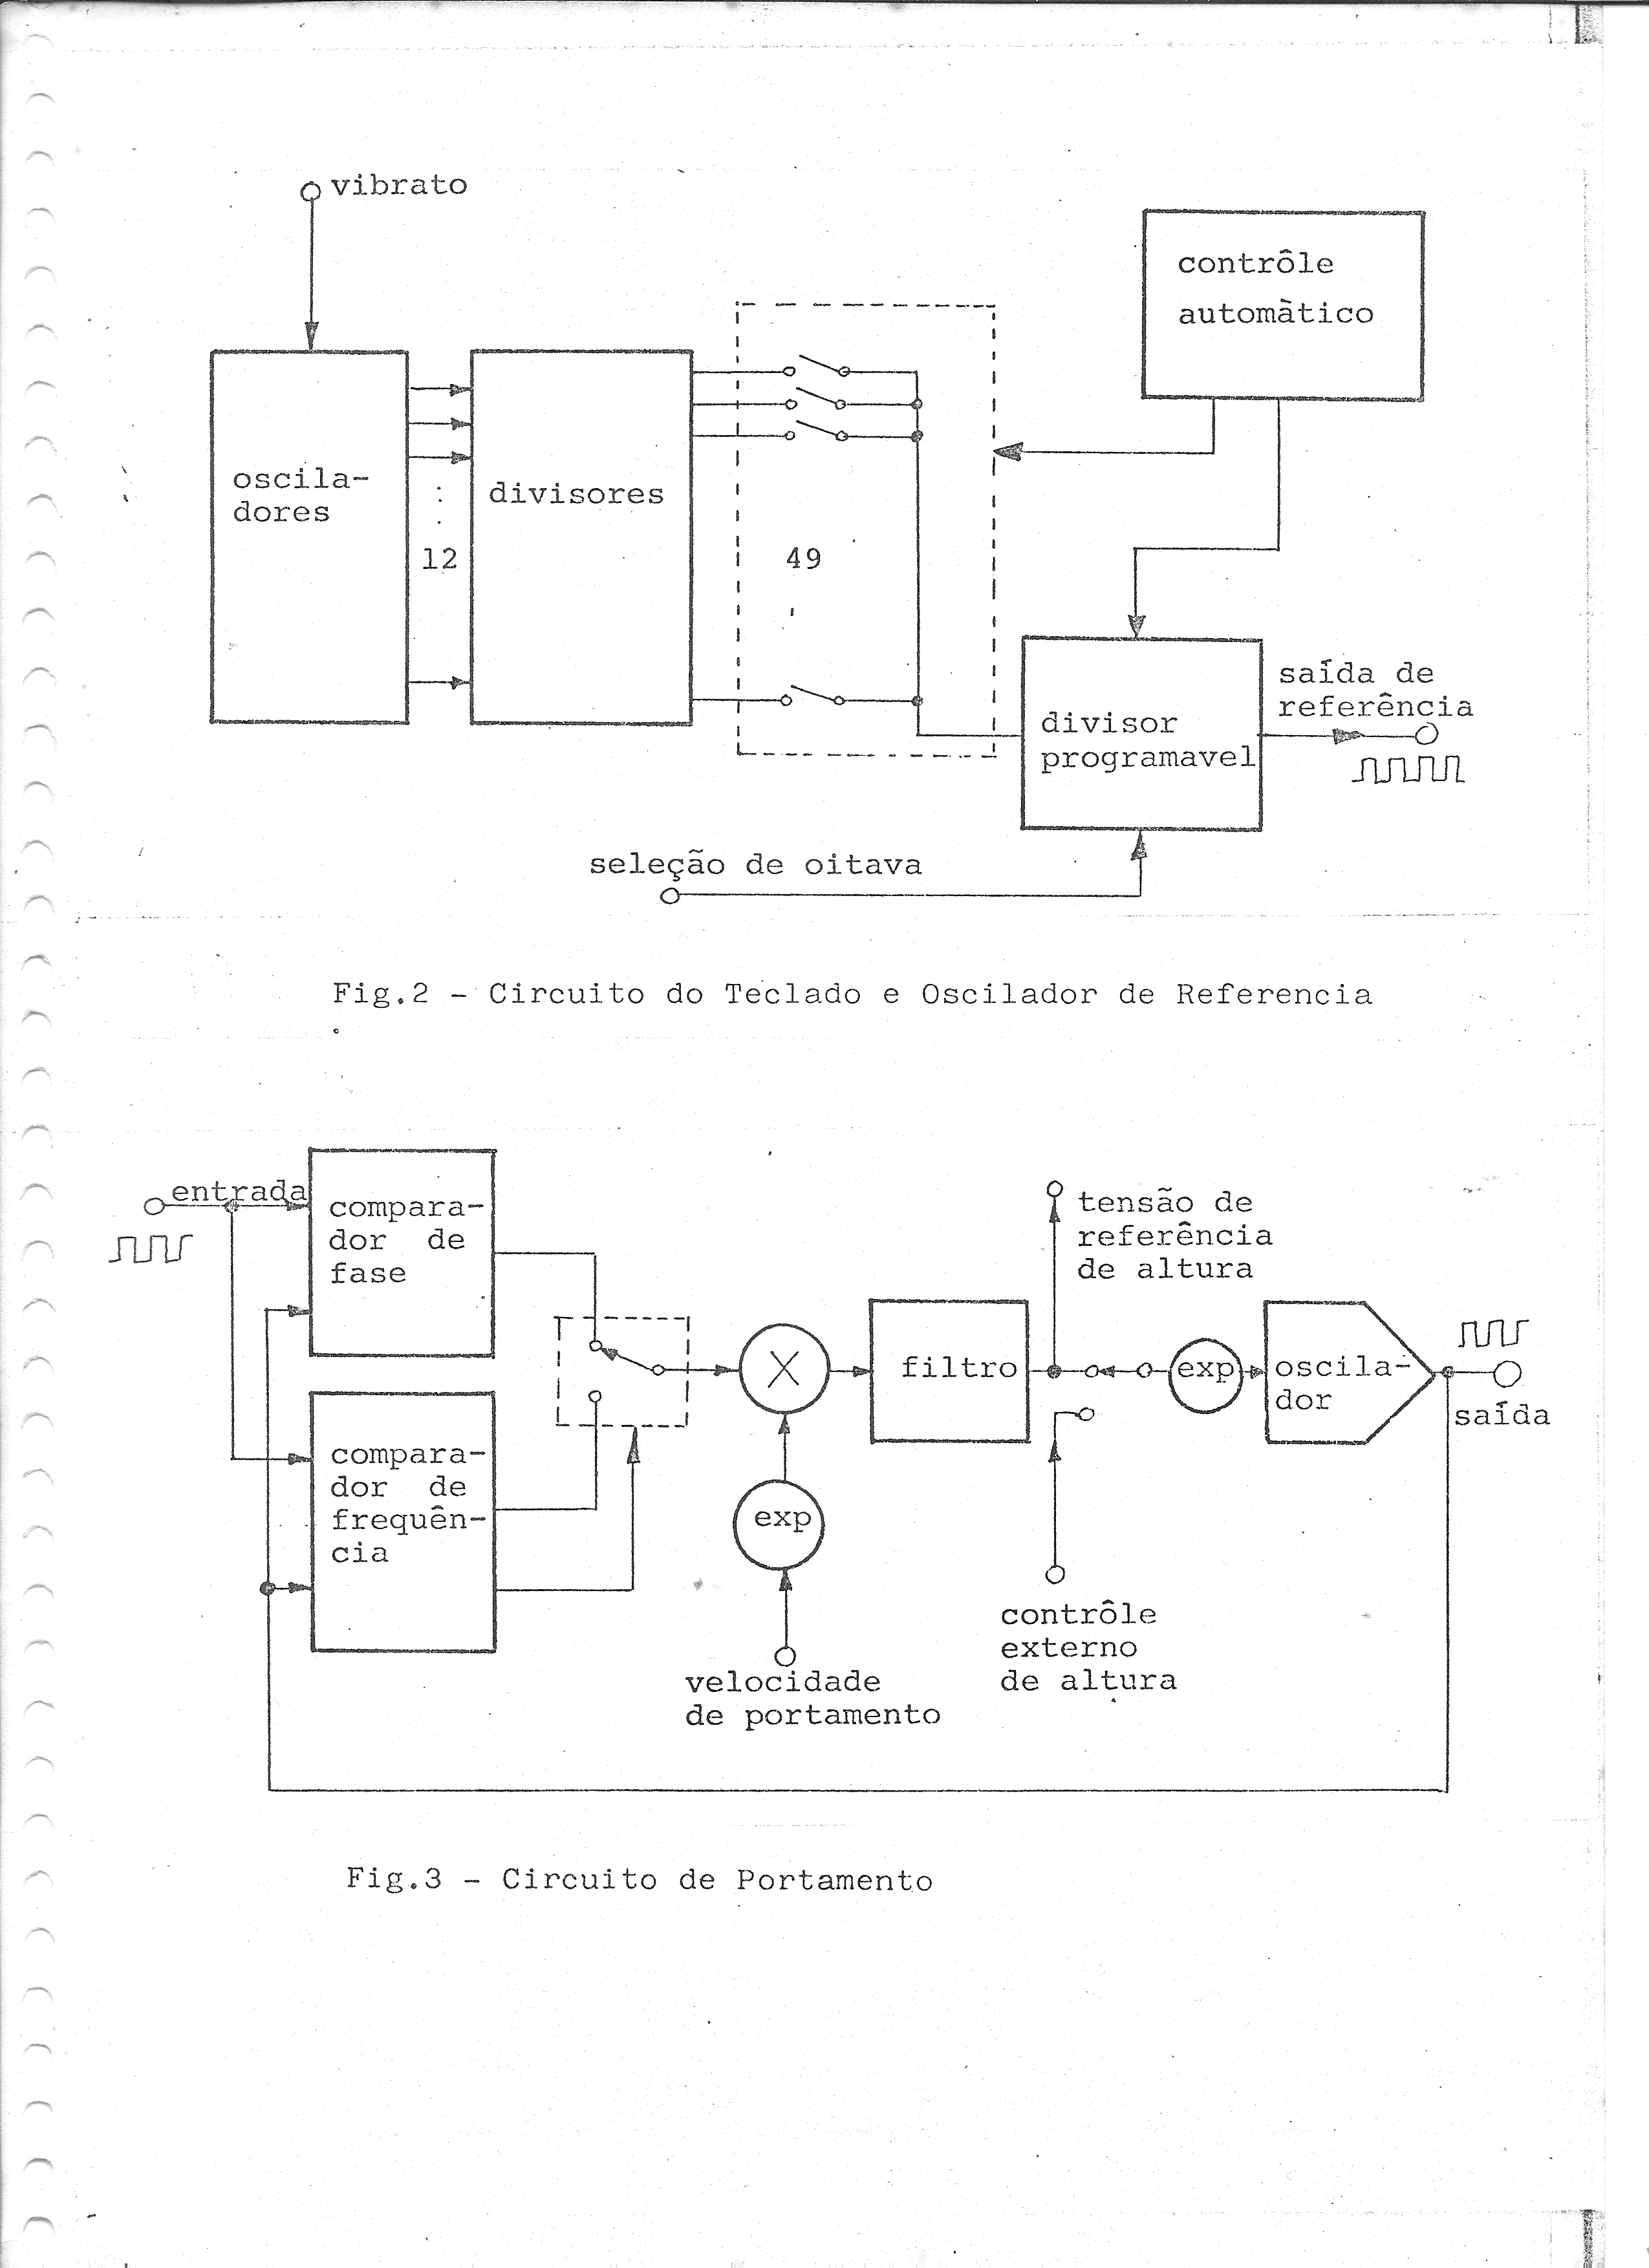 vibrato
contrôle
automàtico
oscila-
dores
12
divisores
49
saída de
referência
divisor
programavel
seleção de oitava
Fig.2 - Circuito do Teclado e Oscilador de Referencia
entrada
compara-
dor de
fase
tensão de
referência
de altura
X
filtro
exp
oscila-
dor
saída
compara-
dor de
frequên-
cia
exp
velocidade
de portamento
contrôle
externo
de altura
Fig.3 - Circuito de Portamento